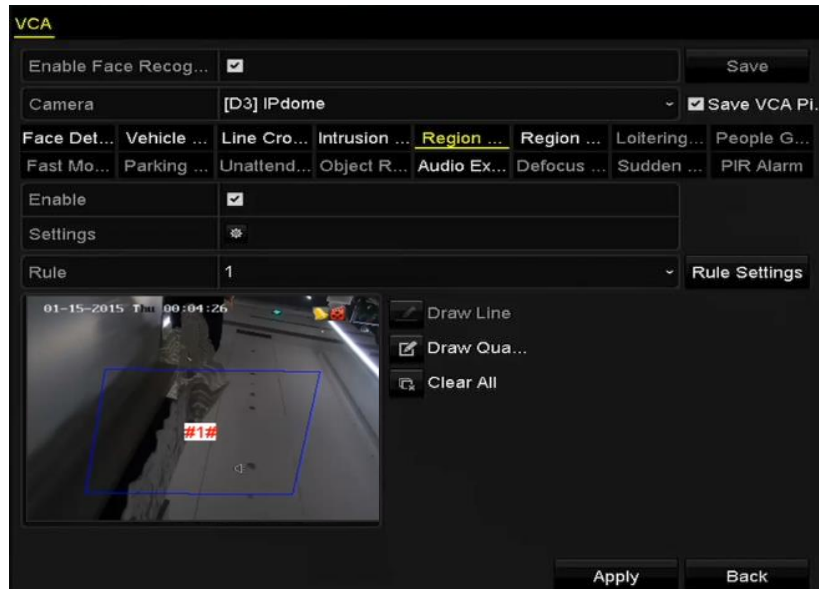 VCA
Enable Face Recog...
Save
Camera
[D3] IPdome
Save VCA Pi.
Face Det... Vehicle ... Line Cro... Intrusion ... Region ... Region ... Loitering... People G...
Fast Mo... Parking ... Unattend... Object R... Audio Ex... Defocus ... Sudden ... PIR Alarm
Enable
Settings
Rule
1
Rule Settings
01-15-2015 Thu 00:04:26
#1#
Draw Line
Draw Qua...
Clear All
Apply
Back